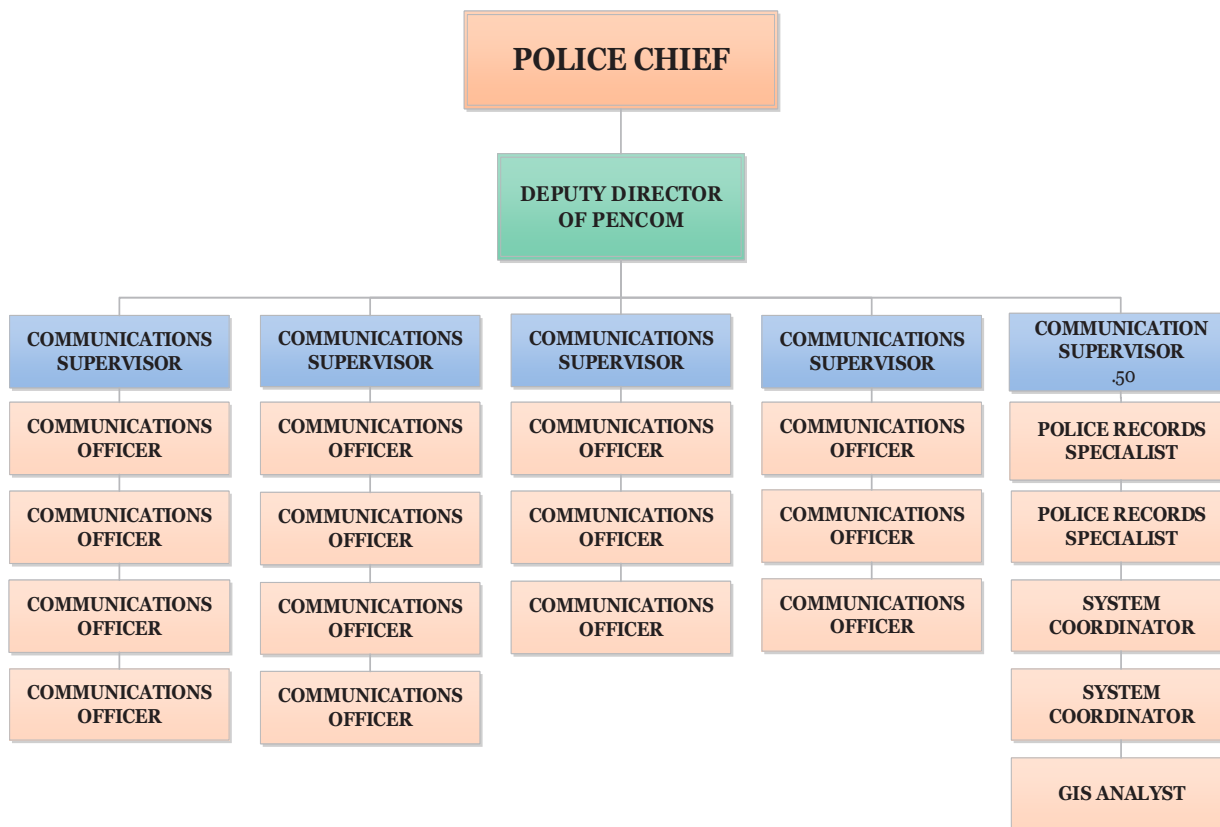 POLICE CHIEF
DEPUTY DIRECTOR
OF PENCOM
COMMUNICATIONS
SUPERVISOR
COMMUNICATIONS
OFFICER
COMMUNICATIONS
OFFICER
COMMUNICATIONS
OFFICER
COMMUNICATIONS
OFFICER
COMMUNICATIONS
SUPERVISOR
COMMUNICATIONS
OFFICER
COMMUNICATIONS
OFFICER
COMMUNICATIONS
OFFICER
COMMUNICATIONS
OFFICER
COMMUNICATIONS
SUPERVISOR
COMMUNICATIONS
OFFICER
COMMUNICATIONS
OFFICER
COMMUNICATIONS
OFFICER
COMMUNICATIONS
SUPERVISOR
COMMUNICATIONS
OFFICER
COMMUNICATIONS
OFFICER
COMMUNICATIONS
OFFICER
COMMUNICATION
SUPERVISOR
.50
POLICE RECORDS
SPECIALIST
POLICE RECORDS
SPECIALIST
SYSTEM
COORDINATOR
SYSTEM
COORDINATOR
GIS ANALYST